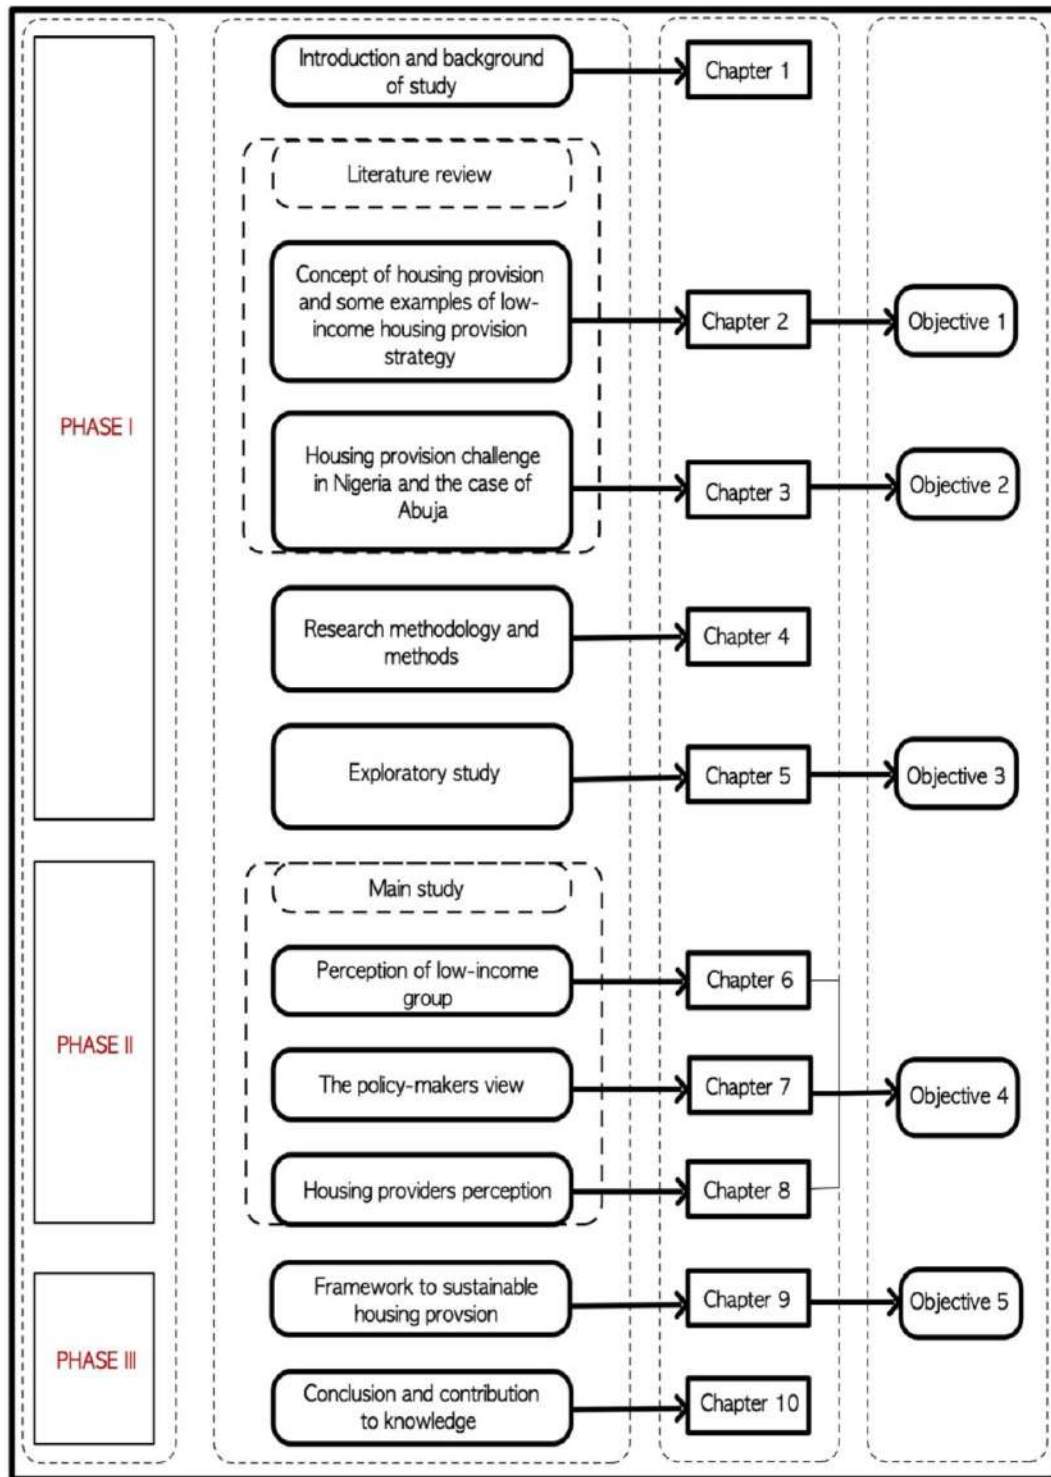 Introduction and background
of study
Chapter 1
Literature review
Concept of housing provision
and some examples of low-
income housing provision
strategy
Chapter 2
Objective 1
PHASE I
Housing provision challenge
in Nigeria and the case of
Abuja
Chapter 3
Objective 2
Research methodology and
methods
Chapter 4
Exploratory study
Chapter 5
Objective 3
Main study
Perception of low-income
group
Chapter 6
PHASE II
The policy-makers view
Chapter 7
Objective 4
Housing providers perception
Chapter 8
Framework to sustainable
housing provsion
Chapter 9
Objective 5
PHASE III
Conclusion and contribution
to knowledge
Chapter 10